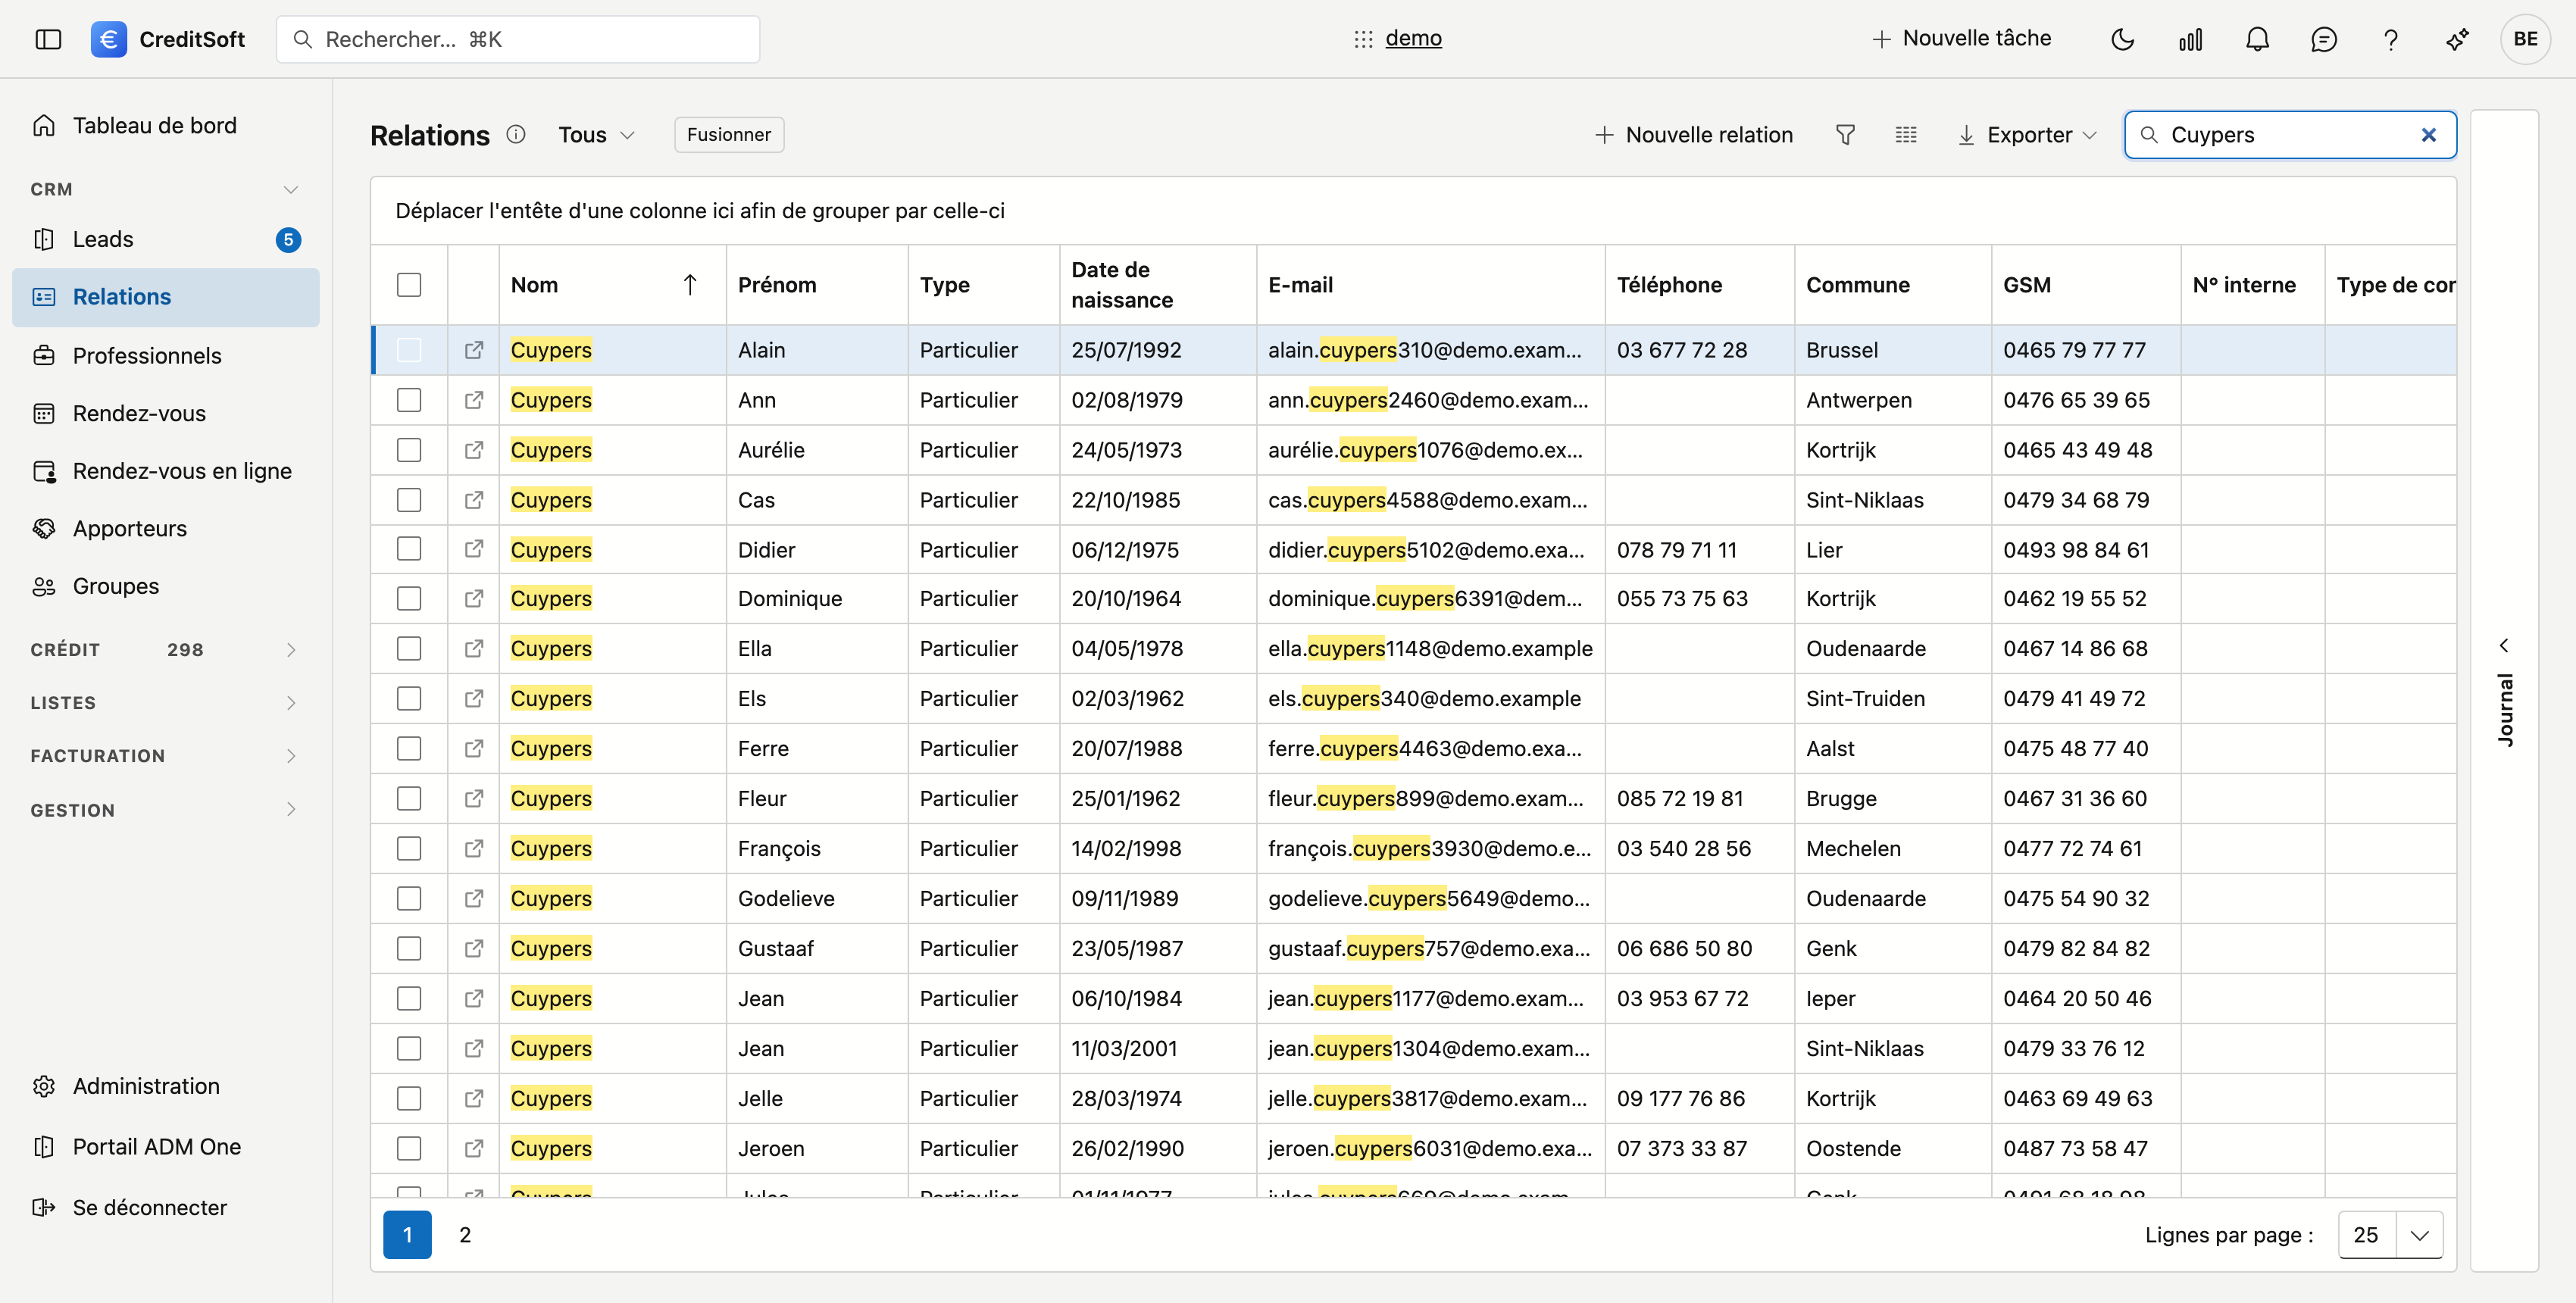 CreditSoft
Rechercher... ⌘K
demo
Nouvelle tâche
BE
Tableau de bord
CRM
Leads 5
Relations
Professionnels
Rendez-vous
Rendez-vous en ligne
Apporteurs
Groupes
CRÉDIT 298
LISTES
FACTURATION
GESTION
Administration
Portail ADM One
Se déconnecter
Relations Tous Fusionner Nouvelle relation Exporter Cuypers
Déplacer l'entête d'une colonne ici afin de grouper par celle-ci
Nom Prénom Type Date de naissance E-mail Téléphone Commune GSM N° interne Type de cor
Cuypers Alain Particulier 25/07/1992 alain.cuypers310@demo.exam... 03 677 72 28 Brussel 0465 79 77 77
Cuypers Ann Particulier 02/08/1979 ann.cuypers2460@demo.exam... Antwerpen 0476 65 39 65
Cuypers Aurélie Particulier 24/05/1973 aurélie.cuypers1076@demo.ex... Kortrijk 0465 43 49 48
Cuypers Cas Particulier 22/10/1985 cas.cuypers4588@demo.exam... Sint-Niklaas 0479 34 68 79
Cuypers Didier Particulier 06/12/1975 didier.cuypers5102@demo.exa... 078 79 71 11 Lier 0493 98 84 61
Cuypers Dominique Particulier 20/10/1964 dominique.cuypers6391@dem... 055 73 75 63 Kortrijk 0462 19 55 52
Cuypers Ella Particulier 04/05/1978 ella.cuypers1148@demo.example Oudenaarde 0467 14 86 68
Cuypers Els Particulier 02/03/1962 els.cuypers340@demo.example Sint-Truiden 0479 41 49 72
Cuypers Ferre Particulier 20/07/1988 ferre.cuypers4463@demo.exa... Aalst 0475 48 77 40
Cuypers Fleur Particulier 25/01/1962 fleur.cuypers899@demo.exam... 085 72 19 81 Brugge 0467 31 36 60
Cuypers François Particulier 14/02/1998 françois.cuypers3930@demo.e... 03 540 28 56 Mechelen 0477 72 74 61
Cuypers Godelieve Particulier 09/11/1989 godelieve.cuypers5649@demo... Oudenaarde 0475 54 90 32
Cuypers Gustaaf Particulier 23/05/1987 gustaaf.cuypers757@demo.exa... 06 686 50 80 Genk 0479 82 84 82
Cuypers Jean Particulier 06/10/1984 jean.cuypers1177@demo.exam... 03 953 67 72 Ieper 0464 20 50 46
Cuypers Jean Particulier 11/03/2001 jean.cuypers1304@demo.exam... Sint-Niklaas 0479 33 76 12
Cuypers Jelle Particulier 28/03/1974 jelle.cuypers3817@demo.exam... 09 177 76 86 Kortrijk 0463 69 49 63
Cuypers Jeroen Particulier 26/02/1990 jeroen.cuypers6031@demo.exa... 07 373 33 87 Oostende 0487 73 58 47
1 2 Lignes par page : 25
Journal